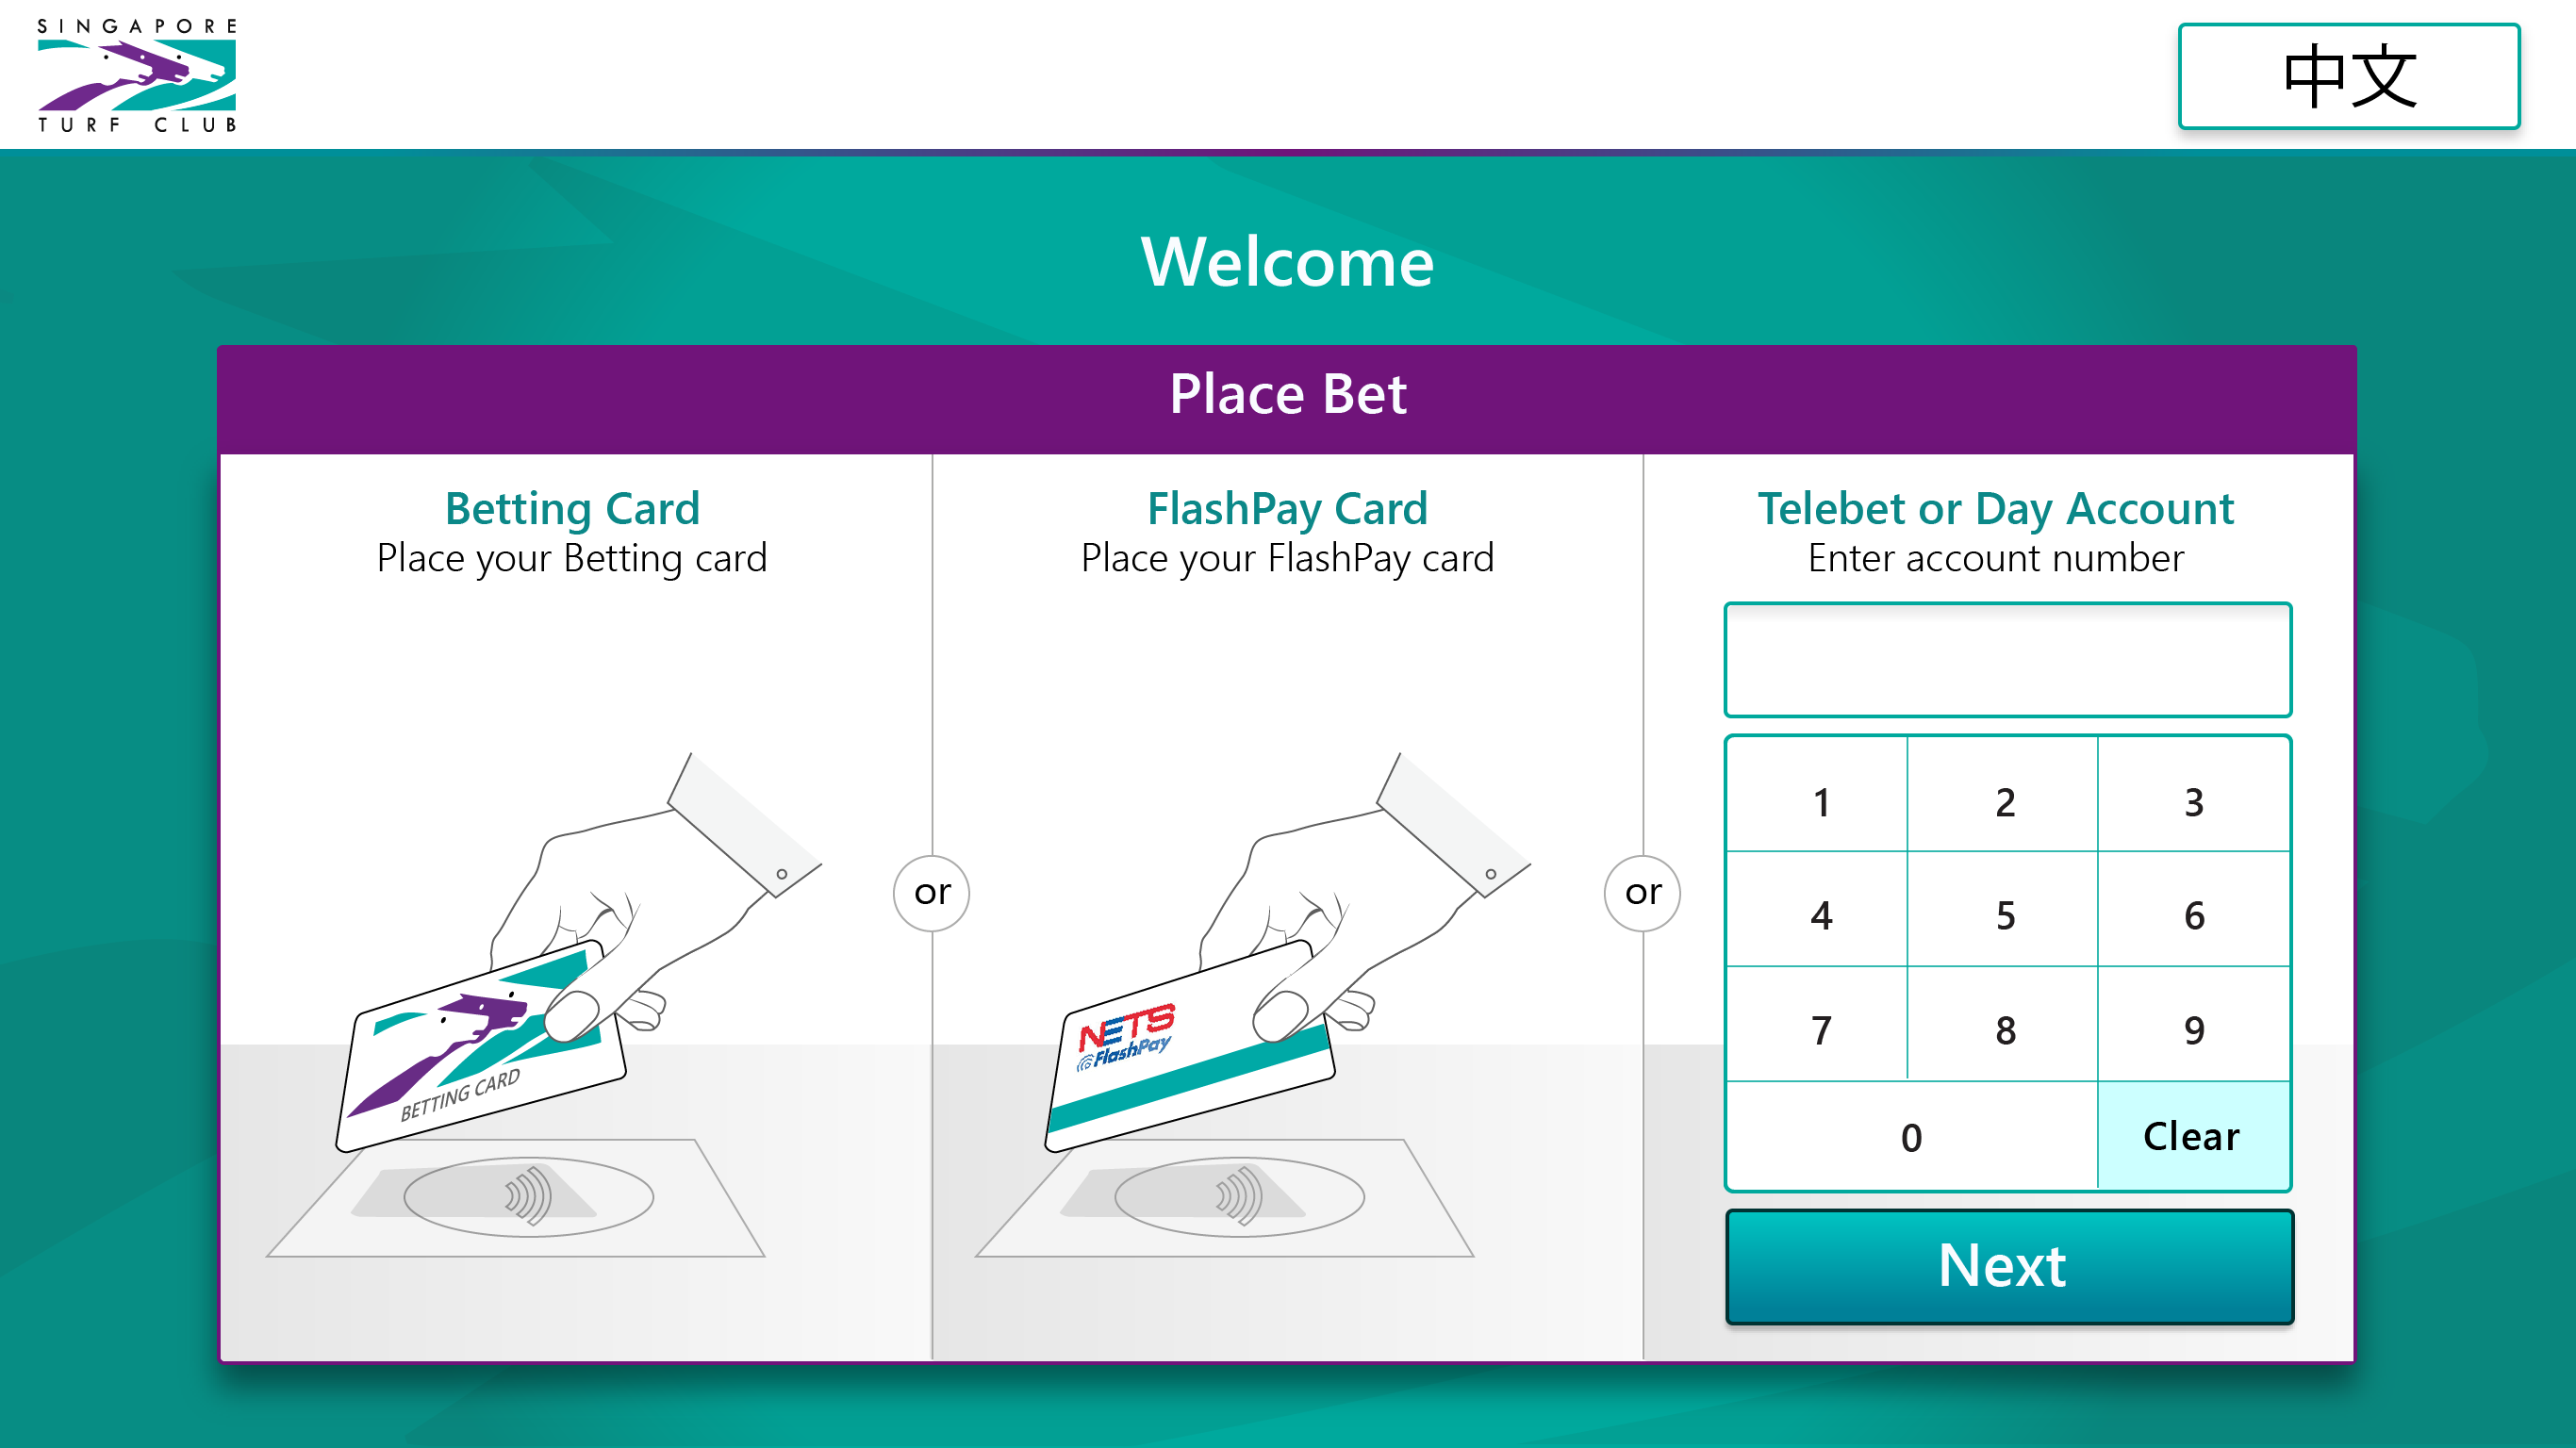 SINGAPORE
TURF CLUB
中文
Welcome
Place Bet
Betting Card
Place your Betting card
BETTING CARD
or
FlashPay Card
Place your FlashPay card
NETS
FlashPay
or
Telebet or Day Account
Enter account number
1 2 3
4 5 6
7 8 9
0 Clear
Next